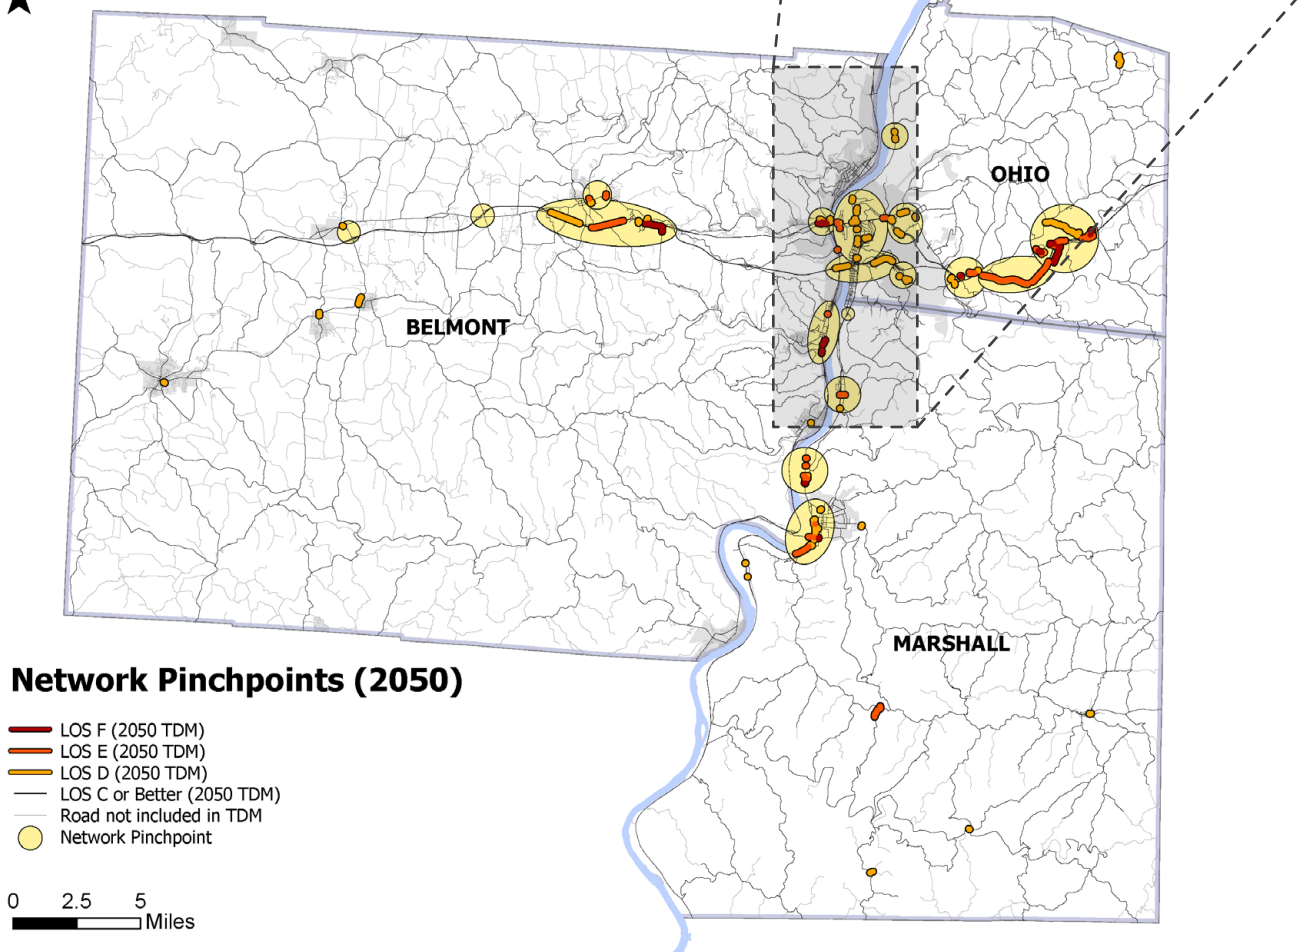 OHIO
BELMONT
MARSHALL
Network Pinchpoints (2050)
LOS F (2050 TDM)
LOS E (2050 TDM)
LOS D (2050 TDM)
LOS C or Better (2050 TDM)
Road not included in TDM
Network Pinchpoint
0 2.5 5
Miles